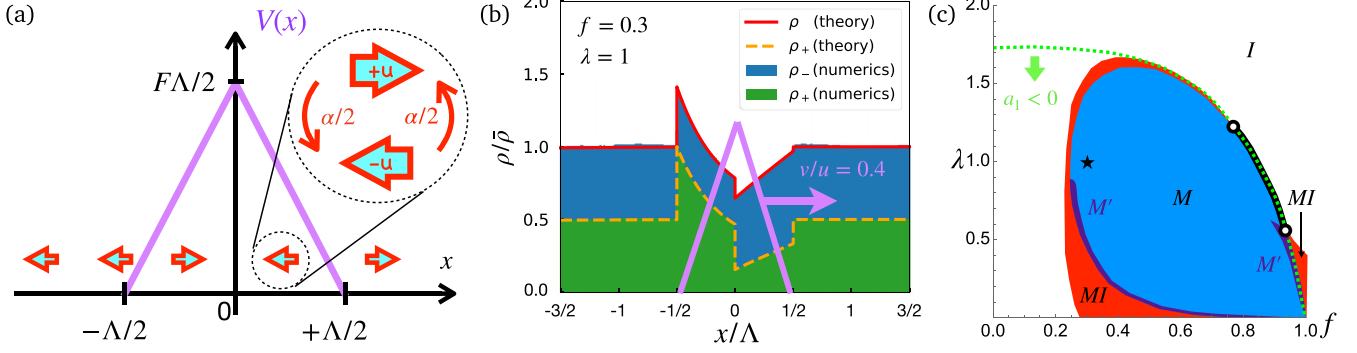 (a)
V(x)
FΛ/2
+u
α/2
α/2
-u
x
0
−Λ/2
+Λ/2
(b)
ρ/ρ̄
2.0
1.5
1.0
0.5
0.0
f = 0.3
λ = 1
ρ (theory)
ρ₊(theory)
ρ₋(numerics)
ρ₊(numerics)
v/u = 0.4
-3/2
-1
-1/2
0
1/2
1
3/2
x/Λ
(c)
λ
2.0
1.5
1.0
0.5
I
a₁ < 0
★
M
M′
MI
M′
MI
0.0
0.2
0.4
0.6
0.8
1.0
f